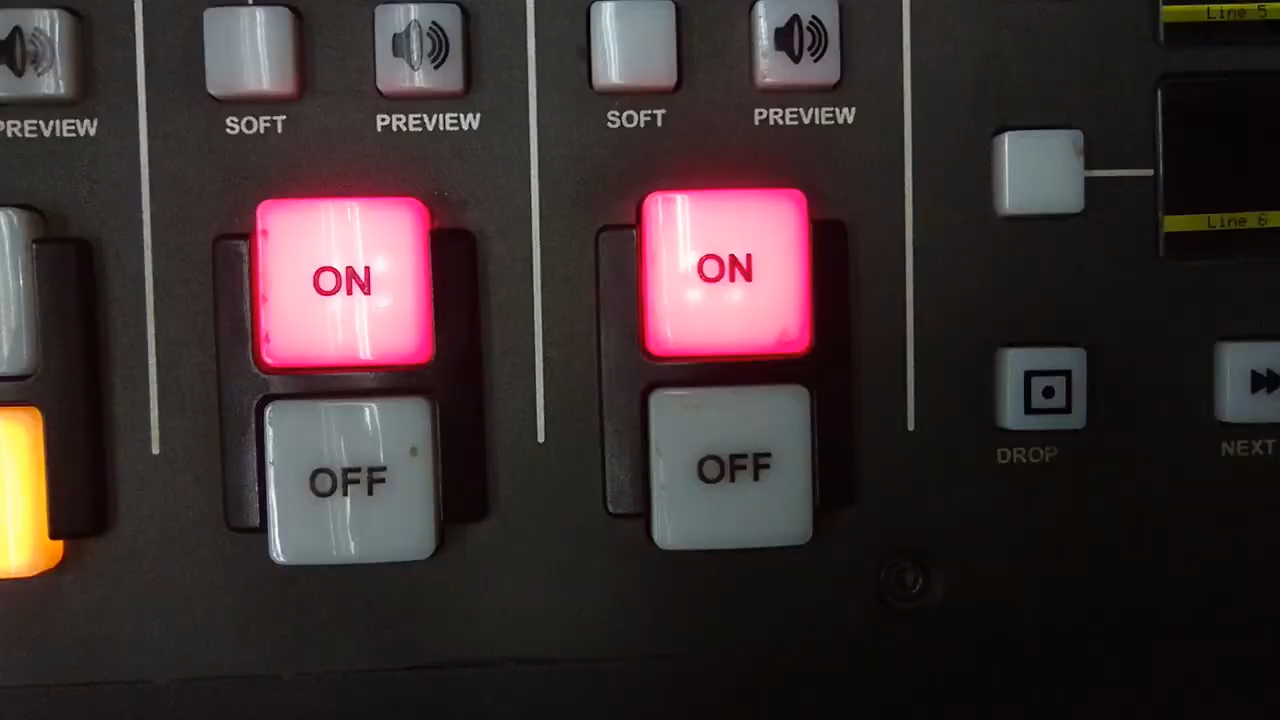 Line 5
SOFT
PREVIEW
SOFT
PREVIEW
PREVIEW
Line 6
ON
ON
OFF
OFF
DROP
NEXT